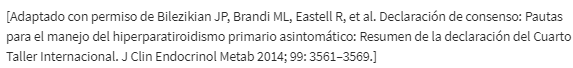 [Adaptado con permiso de Bilezikian JP, Brandi ML, Eastell R, et al. Declaración de consenso: Pautas
para el manejo del hiperparatiroidismo primario asintomático: Resumen de la declaración del Cuarto
Taller Internacional. J Clin Endocrinol Metab 2014; 99: 3561–3569.]